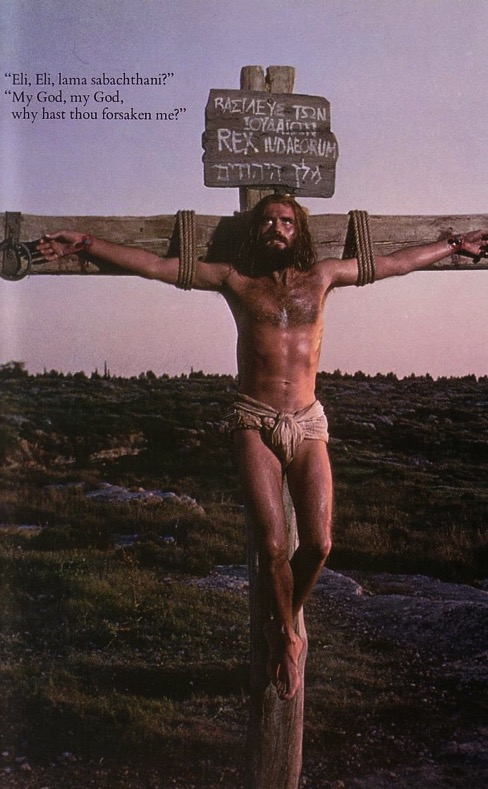 “Eli, Eli, lama sabachthani?”
“My God, my God,
why hast thou forsaken me?”
ΒΑΣΙΛΕΥΣ ΤΩΝ
ΙΟΥΔΑΙΩΝ
REX IUDAEORUM
מלך היהודים